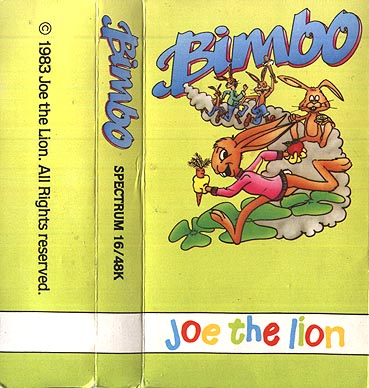 © 1983 Joe the Lion. All Rights reserved.
Bimbo
SPECTRUM 16/48K
Bimbo
joe the lion